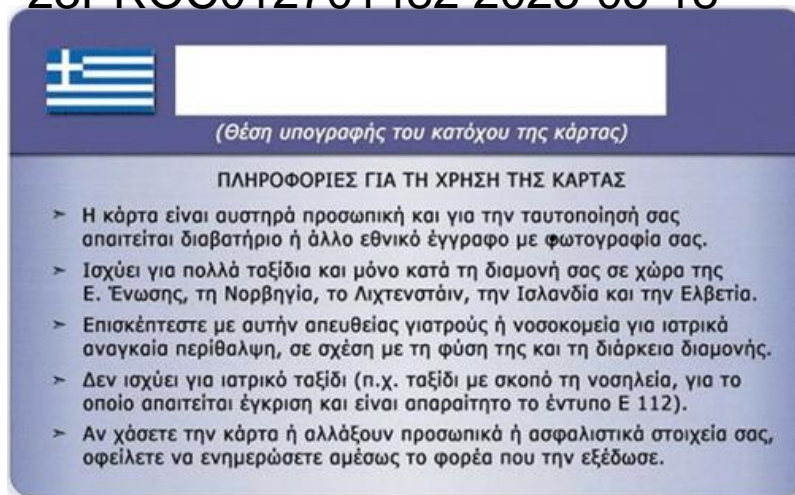 (Θέση υπογραφής του κατόχου της κάρτας)
ΠΛΗΡΟΦΟΡΙΕΣ ΓΙΑ ΤΗ ΧΡΗΣΗ ΤΗΣ ΚΑΡΤΑΣ
➢ Η κάρτα είναι αυστηρά προσωπική και για την ταυτοποίησή σας
απαιτείται διαβατήριο ή άλλο εθνικό έγγραφο με φωτογραφία σας.
➢ Ισχύει για πολλά ταξίδια και μόνο κατά τη διαμονή σας σε χώρα της
Ε. Ένωσης, τη Νορβηγία, το Λιχτενστάιν, την Ισλανδία και την Ελβετία.
➢ Επισκέπτεστε με αυτήν απευθείας γιατρούς ή νοσοκομεία για ιατρικά
αναγκαία περίθαλψη, σε σχέση με τη φύση της και τη διάρκεια διαμονής.
➢ Δεν ισχύει για ιατρικό ταξίδι (π.χ. ταξίδι με σκοπό τη νοσηλεία, για το
οποίο απαιτείται έγκριση και είναι απαραίτητο το έντυπο Ε 112).
➢ Αν χάσετε την κάρτα ή αλλάξουν προσωπικά ή ασφαλιστικά στοιχεία σας,
οφείλετε να ενημερώσετε αμέσως το φορέα που την εξέδωσε.